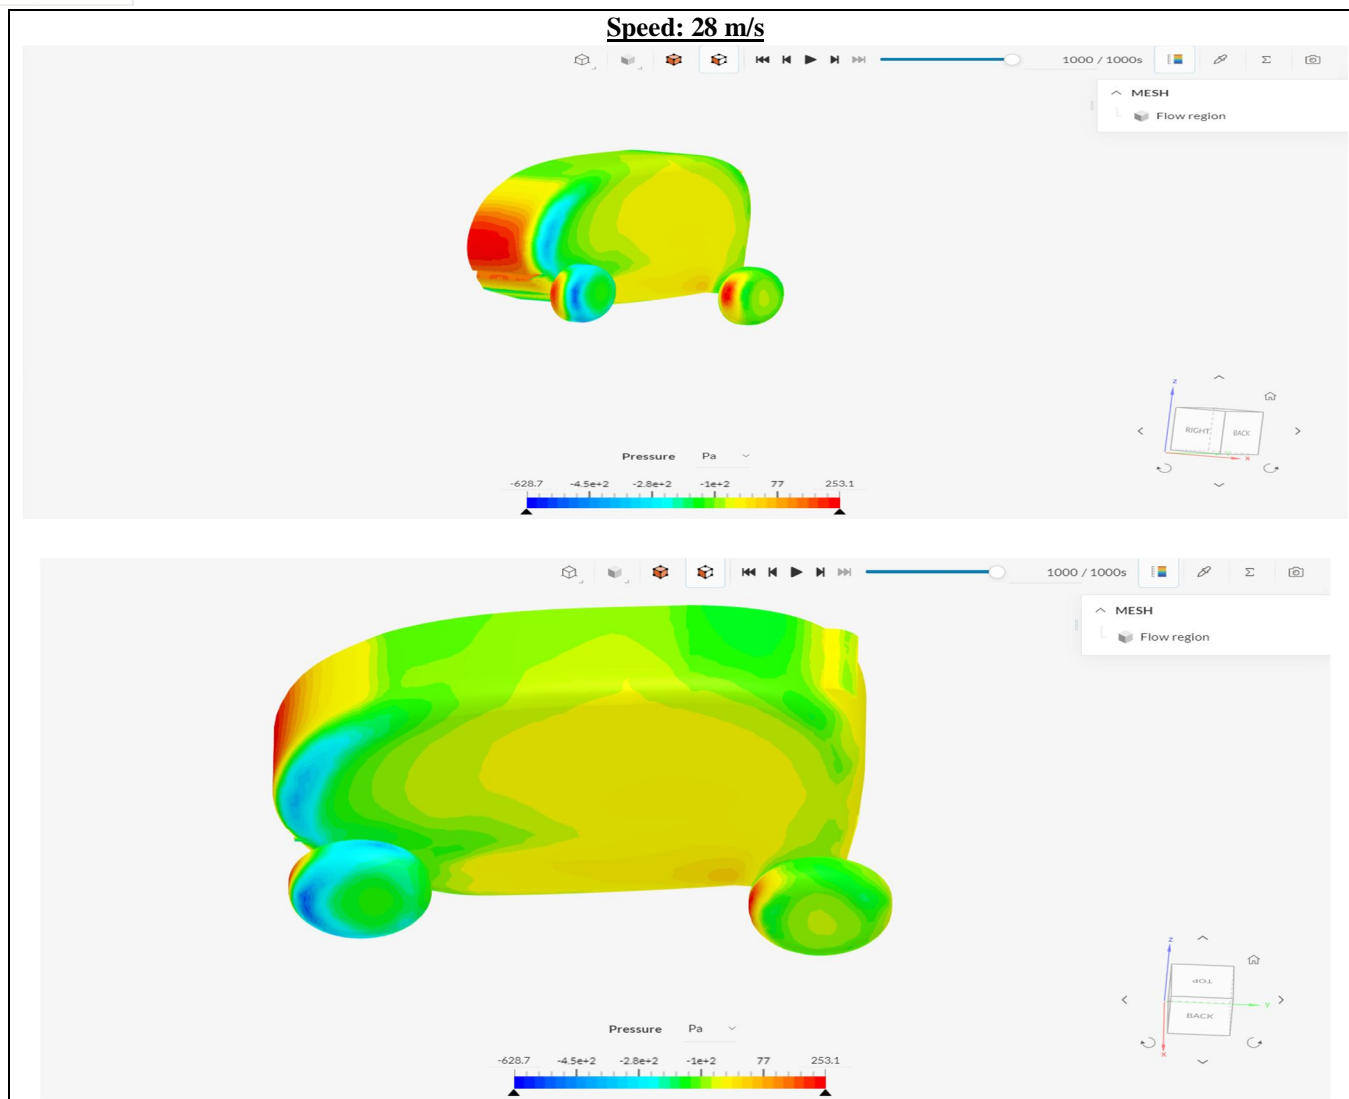 Speed: 28 m/s
1000 / 1000s
Σ
MESH
Flow region
z
RIGHT
BACK
x
Pressure Pa
-628.7 -4.5e+2 -2.8e+2 -1e+2 77 253.1
1000 / 1000s
Σ
MESH
Flow region
z
TOP
BACK
Y
x
Pressure Pa
-628.7 -4.5e+2 -2.8e+2 -1e+2 77 253.1